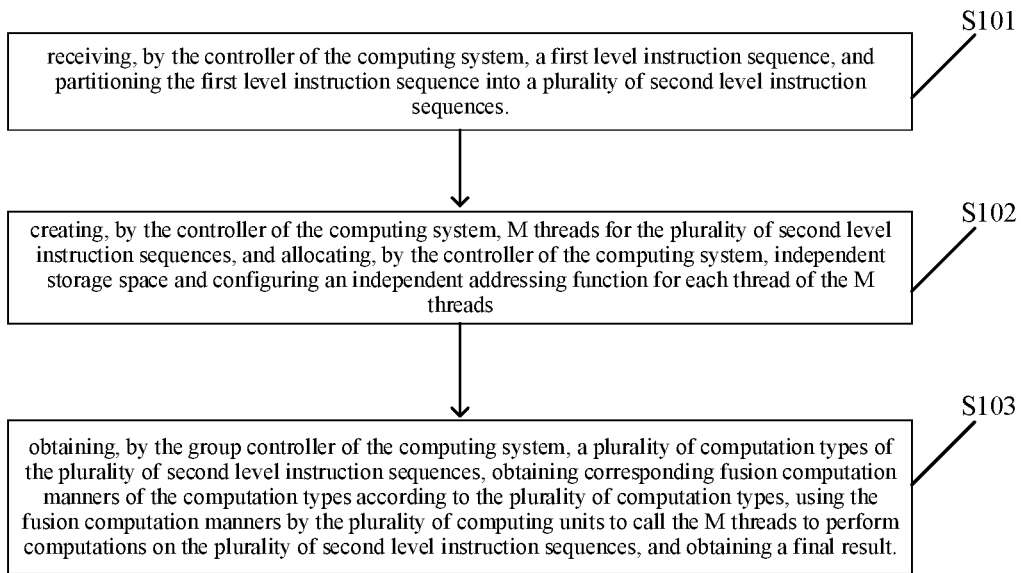 S101
receiving, by the controller of the computing system, a first level instruction sequence, and
partitioning the first level instruction sequence into a plurality of second level instruction
sequences.
S102
creating, by the controller of the computing system, M threads for the plurality of second level
instruction sequences, and allocating, by the controller of the computing system, independent
storage space and configuring an independent addressing function for each thread of the M
threads
S103
obtaining, by the group controller of the computing system, a plurality of computation types of
the plurality of second level instruction sequences, obtaining corresponding fusion computation
manners of the computation types according to the plurality of computation types, using the
fusion computation manners by the plurality of computing units to call the M threads to perform
computations on the plurality of second level instruction sequences, and obtaining a final result.